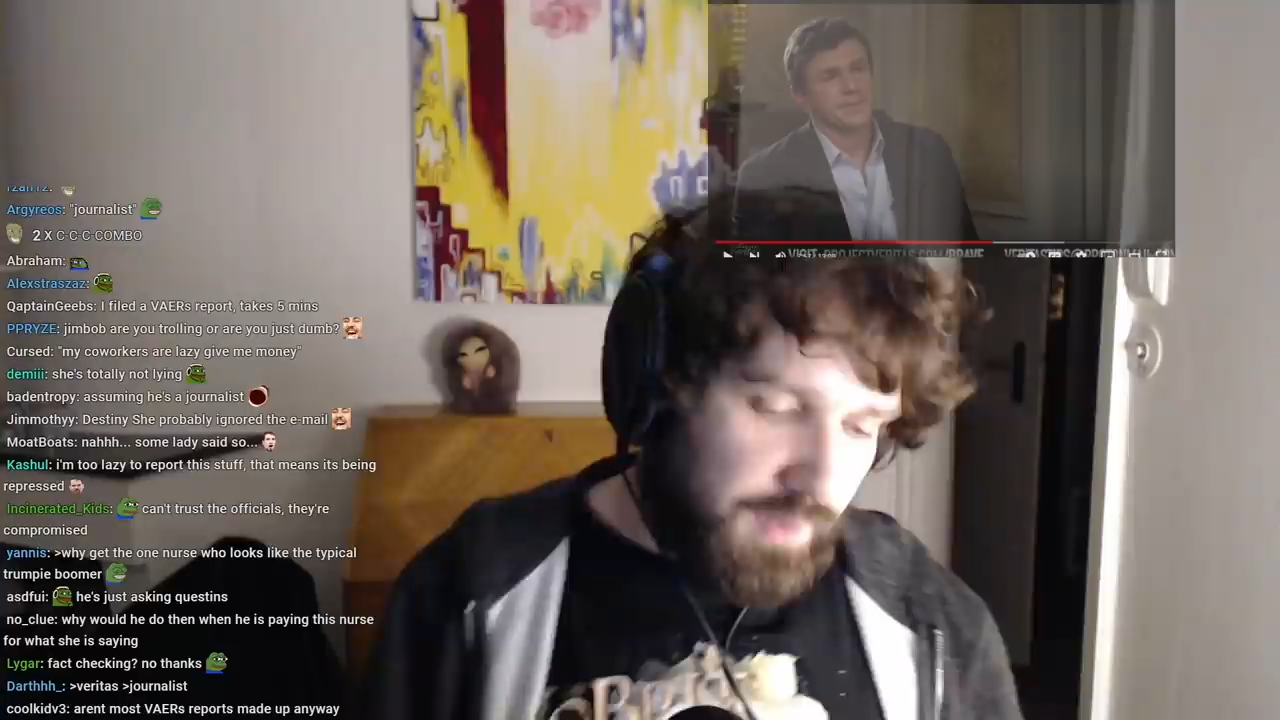 Argyreos: "journalist"
2 X C-C-C-COMBO
Abraham:
Alexstraszaz:
QaptainGeebs: I filed a VAERs report, takes 5 mins
PPRYZE: jimbob are you trolling or are you just dumb?
Cursed: "my coworkers are lazy give me money"
demiii: she's totally not lying
badentropy: assuming he's a journalist
Jimmothyy: Destiny She probably ignored the e-mail
MoatBoats: nahhh... some lady said so...
Kashul: i'm too lazy to report this stuff, that means its being
repressed
Incinerated_Kids: can't trust the officials, they're
compromised
yannis: >why get the one nurse who looks like the typical
trumpie boomer
asdful: he's just asking questins
no_clue: why would he do then when he is paying this nurse
for what she is saying
Lygar: fact checking? no thanks
Darthhh_: >veritas >journalist
coolkidv3: arent most VAERs reports made up anyway
VISIT PROJECTVERITAS.COM/BRAVE